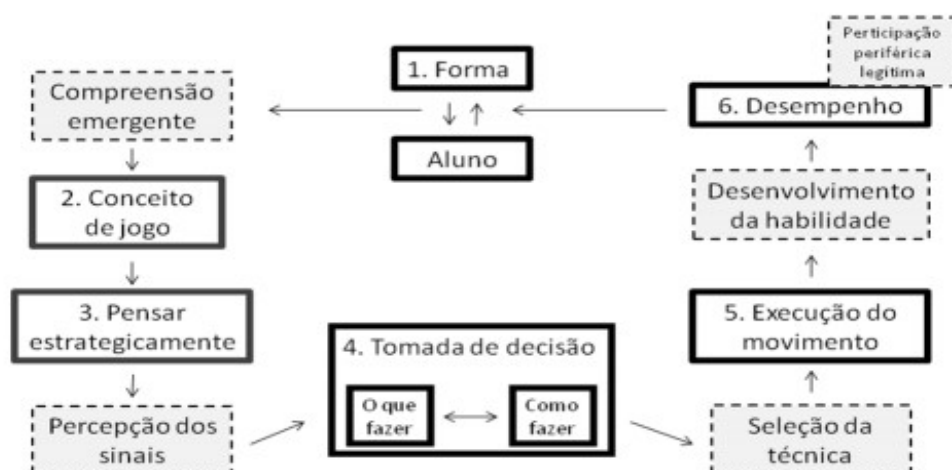 Perticipação
periférica
legítima
1. Forma
Aluno
Compreensão
emergente
2. Conceito
de jogo
3. Pensar
estrategicamente
Percepção dos
sinais
4. Tomada de decisão
O que
fazer
Como
fazer
Seleção da
técnica
5. Execução do
movimento
Desenvolvimento
da habilidade
6. Desempenho